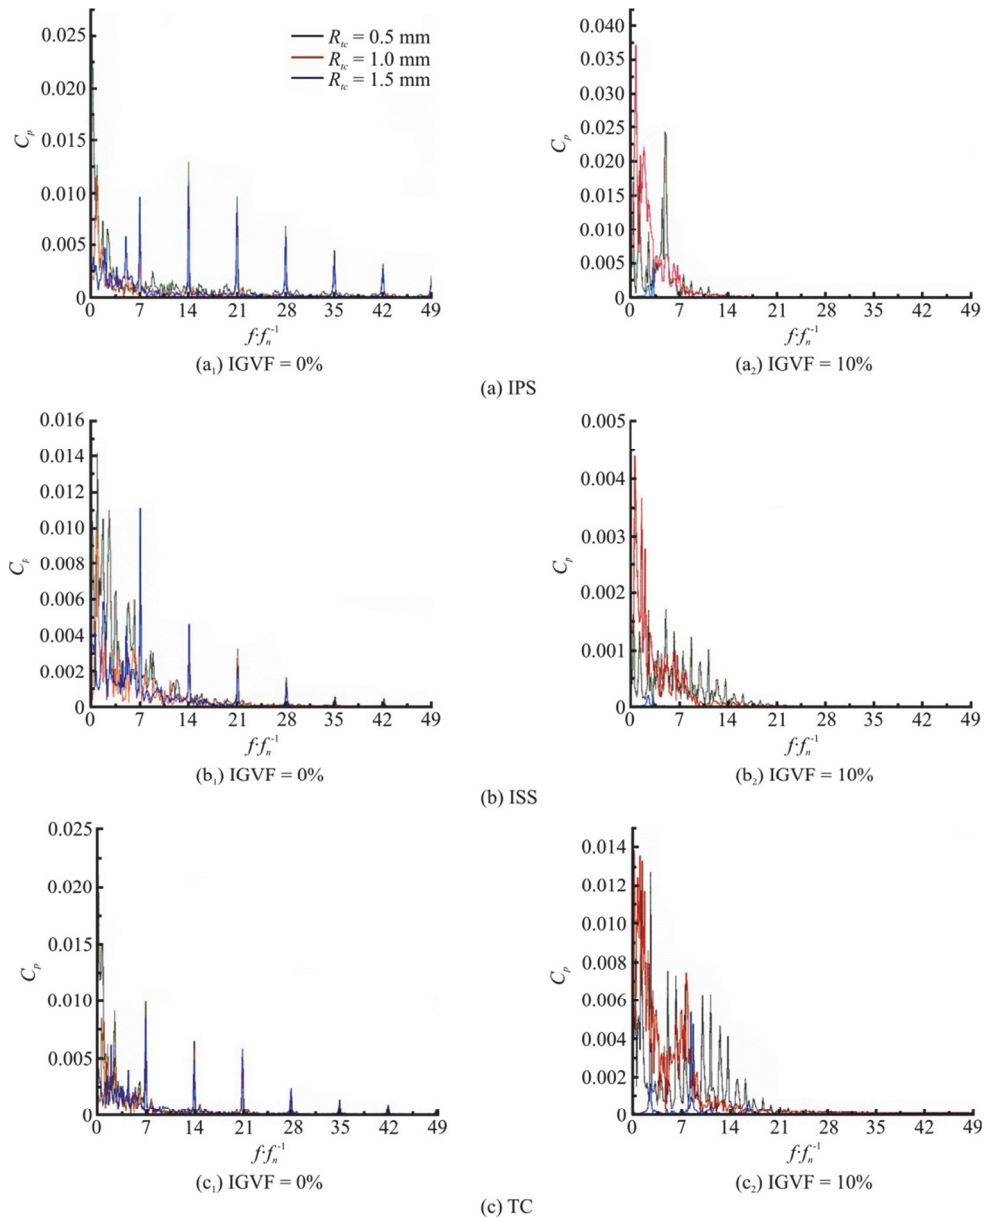 0.025
0.020
0.015
0.010
0.005
0
C_p
R_tc = 0.5 mm
R_tc = 1.0 mm
R_tc = 1.5 mm
0 7 14 21 28 35 42 49
f·f_n^-1
(a₁) IGVF = 0%
0.040
0.035
0.030
0.025
0.020
0.015
0.010
0.005
0
C_p
0 7 14 21 28 35 42 49
f·f_n^-1
(a₂) IGVF = 10%
(a) IPS
0.016
0.014
0.012
0.010
0.008
0.006
0.004
0.002
0
C_p
0 7 14 21 28 35 42 49
f·f_n^-1
(b₁) IGVF = 0%
0.005
0.004
0.003
0.002
0.001
0
C_p
0 7 14 21 28 35 42 49
f·f_n^-1
(b₂) IGVF = 10%
(b) ISS
0.025
0.020
0.015
0.010
0.005
0
C_p
0 7 14 21 28 35 42 49
f·f_n^-1
(c₁) IGVF = 0%
0.014
0.012
0.010
0.008
0.006
0.004
0.002
0
C_p
0 7 14 21 28 35 42 49
f·f_n^-1
(c₂) IGVF = 10%
(c) TC